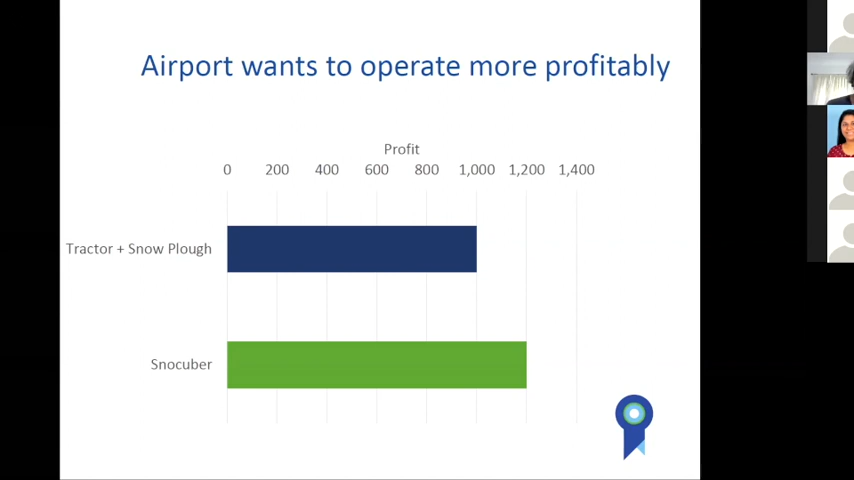 Airport wants to operate more profitably
Profit
0 200 400 600 800 1,000 1,200 1,400
Tractor + Snow Plough
Snocuber